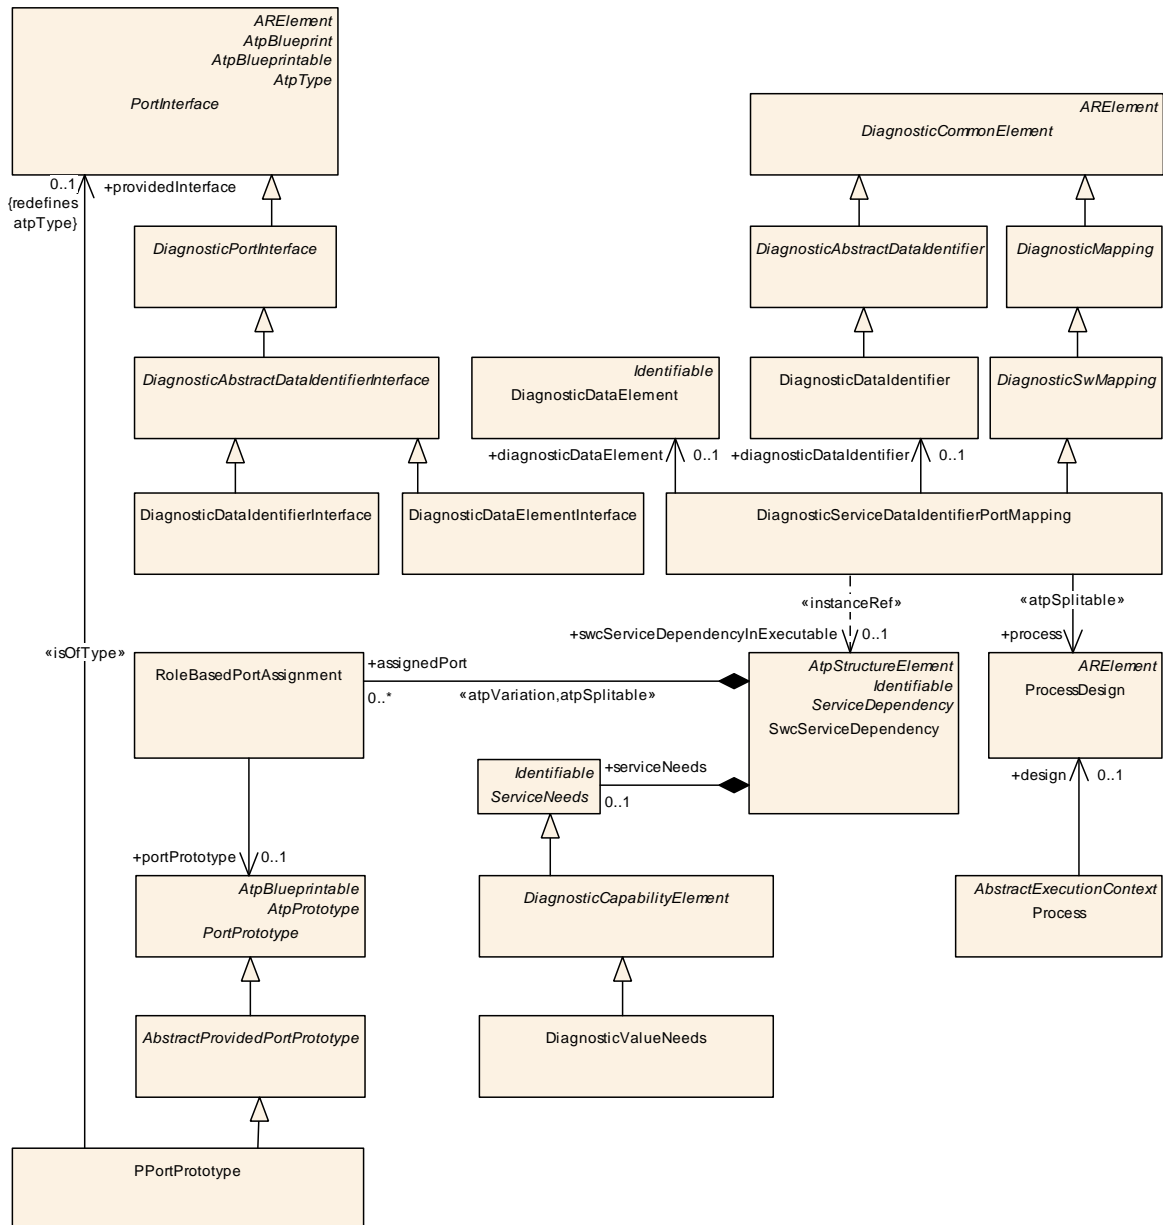 ARElement
AtpBlueprint
AtpBlueprintable
AtpType
PortInterface
ARElement
DiagnosticCommonElement
0..1
+providedInterface
{redefines
atpType}
DiagnosticPortInterface
DiagnosticAbstractDataIdentifier
DiagnosticMapping
DiagnosticAbstractDataIdentifierInterface
Identifiable
DiagnosticDataElement
DiagnosticDataIdentifier
DiagnosticSwMapping
+diagnosticDataElement
0..1
+diagnosticDataIdentifier
0..1
DiagnosticDataIdentifierInterface
DiagnosticDataElementInterface
DiagnosticServiceDataIdentifierPortMapping
«instanceRef»
«atpSplitable»
+swcServiceDependencyInExecutable
0..1
+process
«isOfType»
RoleBasedPortAssignment
+assignedPort
0..*
«atpVariation,atpSplitable»
AtpStructureElement
Identifiable
ServiceDependency
SwcServiceDependency
ARElement
ProcessDesign
Identifiable
ServiceNeeds
+serviceNeeds
0..1
+design
0..1
+portPrototype
0..1
AtpBlueprintable
AtpPrototype
PortPrototype
DiagnosticCapabilityElement
AbstractExecutionContext
Process
AbstractProvidedPortPrototype
DiagnosticValueNeeds
PPortPrototype